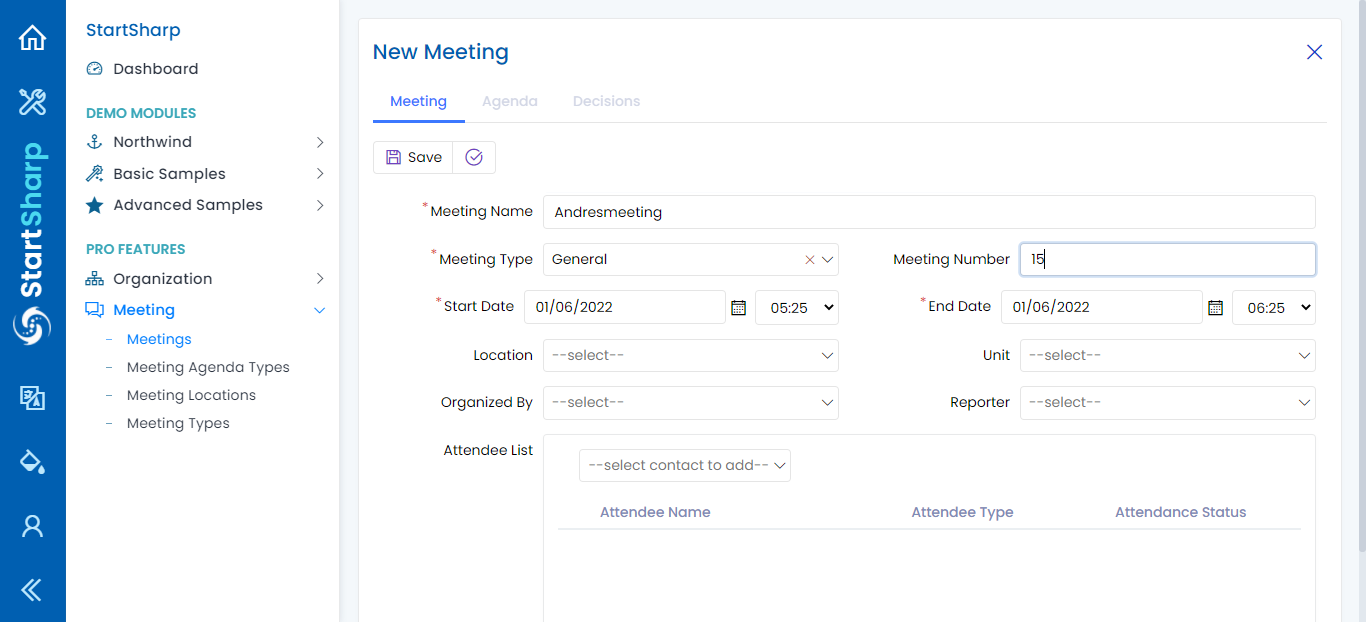 StartSharp
StartSharp
Dashboard
DEMO MODULES
Northwind
Basic Samples
Advanced Samples
PRO FEATURES
Organization
Meeting
- Meetings
- Meeting Agenda Types
- Meeting Locations
- Meeting Types
New Meeting
Meeting Agenda Decisions
Save
*Meeting Name Andresmeeting
*Meeting Type General Meeting Number 15
*Start Date 01/06/2022 05:25 *End Date 01/06/2022 06:25
Location --select-- Unit --select--
Organized By --select-- Reporter --select--
Attendee List
--select contact to add--
Attendee Name Attendee Type Attendance Status